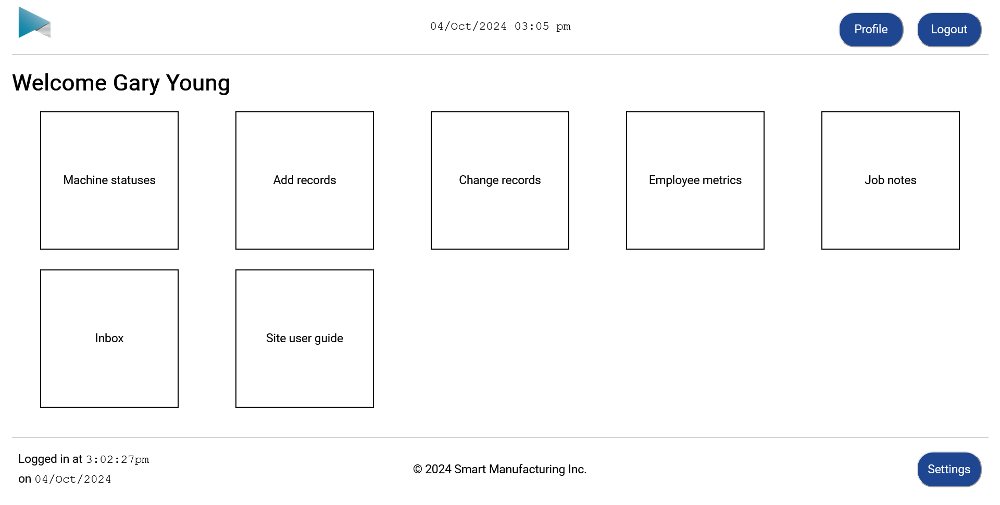 04/Oct/2024 03:05 pm
Profile
Logout
Welcome Gary Young
Machine statuses
Add records
Change records
Employee metrics
Job notes
Inbox
Site user guide
Logged in at 3:02:27pm
on 04/Oct/2024
© 2024 Smart Manufacturing Inc.
Settings